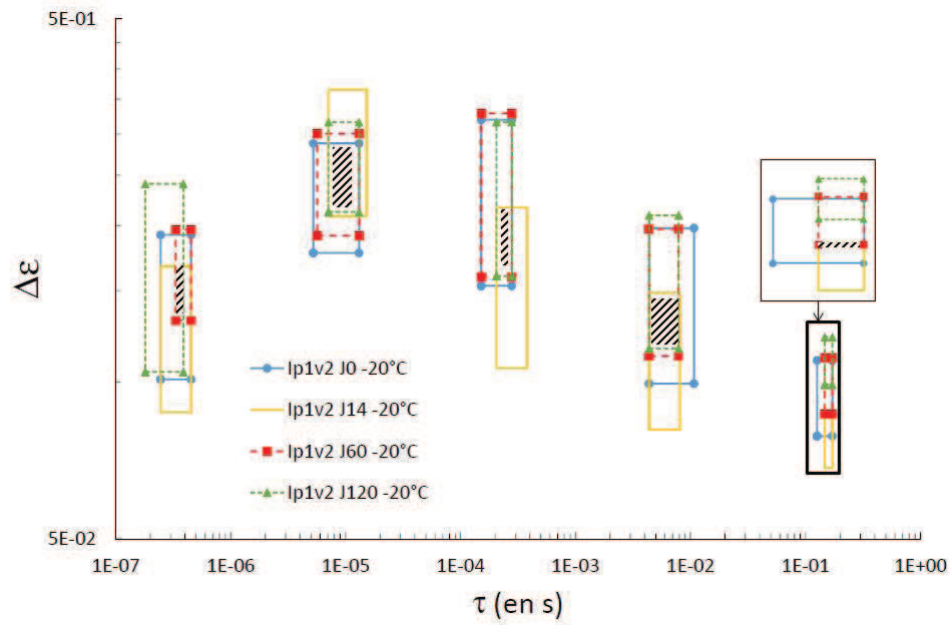 5E-01
Δε
Ip1v2 J0 -20°C
Ip1v2 J14 -20°C
Ip1v2 J60 -20°C
Ip1v2 J120 -20°C
5E-02
1E-07 1E-06 1E-05 1E-04 1E-03 1E-02 1E-01 1E+00
τ (en s)